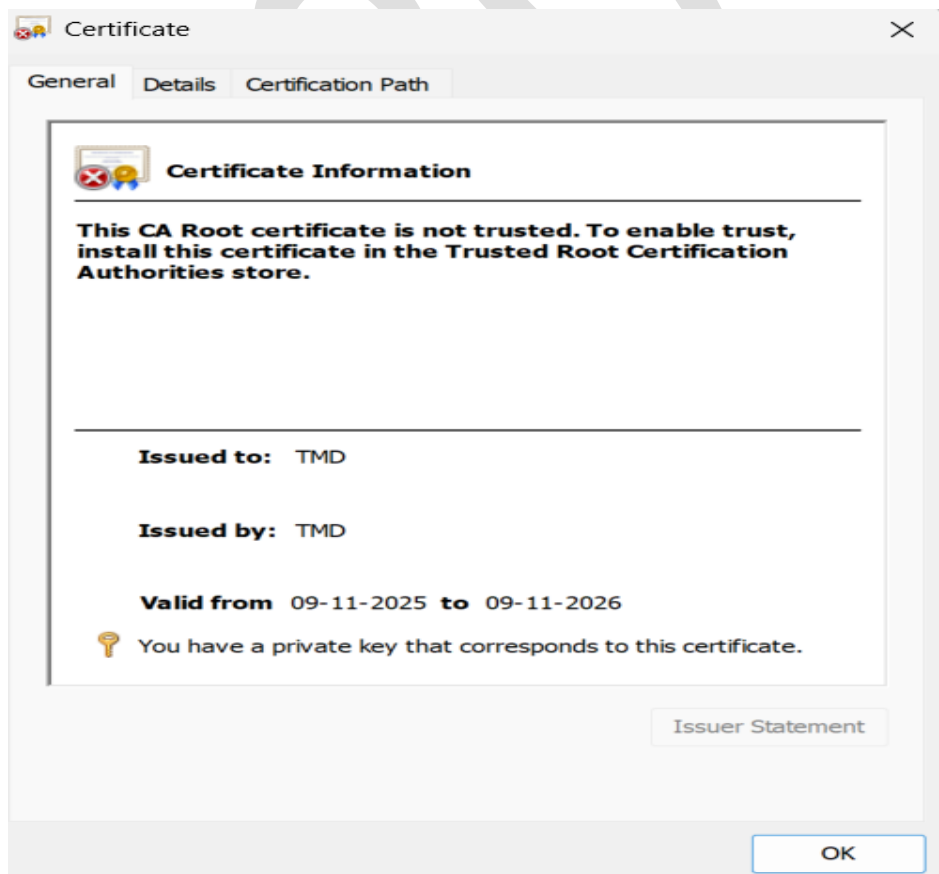 Certificate
General Details Certification Path
Certificate Information
This CA Root certificate is not trusted. To enable trust,
install this certificate in the Trusted Root Certification
Authorities store.
Issued to: TMD
Issued by: TMD
Valid from 09-11-2025 to 09-11-2026
You have a private key that corresponds to this certificate.
Issuer Statement
OK